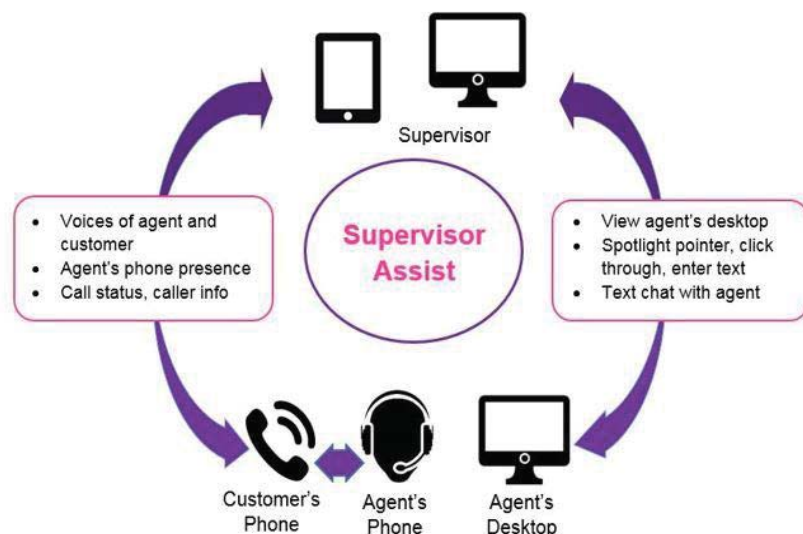 Supervisor
• Voices of agent and
customer
• Agent's phone presence
• Call status, caller info
Supervisor
Assist
• View agent's desktop
• Spotlight pointer, click
through, enter text
• Text chat with agent
Customer's
Phone
Agent's
Phone
Agent's
Desktop